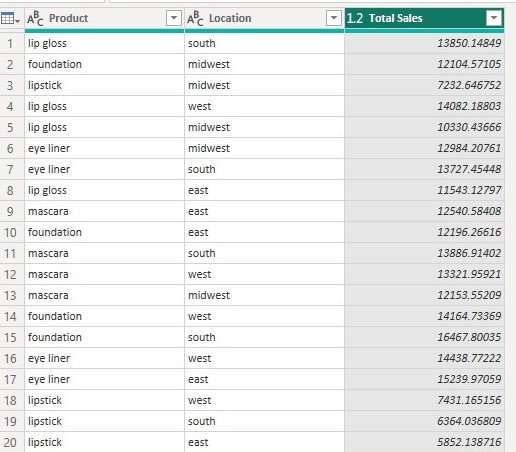 ABC Product ABC Location 1.2 Total Sales
1 lip gloss south 13850.14849
2 foundation midwest 12104.57105
3 lipstick midwest 7232.646752
4 lip gloss west 14082.18803
5 lip gloss midwest 10330.43666
6 eye liner midwest 12984.20761
7 eye liner south 13727.45448
8 lip gloss east 11543.12797
9 mascara east 12540.58408
10 foundation east 12196.26616
11 mascara south 13886.91402
12 mascara west 13321.95921
13 mascara midwest 12153.55209
14 foundation west 14164.73369
15 foundation south 16467.80035
16 eye liner west 14438.77222
17 eye liner east 15239.97059
18 lipstick west 7431.165156
19 lipstick south 6364.036809
20 lipstick east 5852.138716